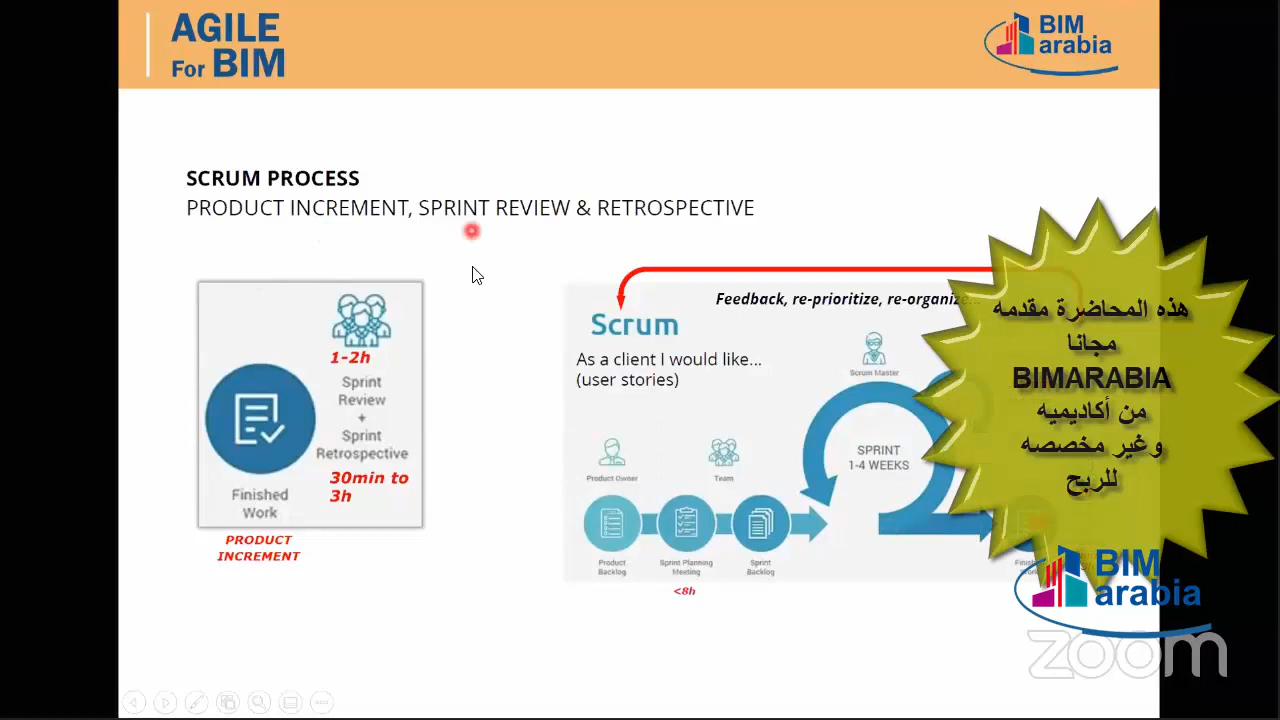 AGILE
For BIM
BIM
arabia
SCRUM PROCESS
PRODUCT INCREMENT, SPRINT REVIEW & RETROSPECTIVE
1-2h
Sprint
Review
+
Sprint
Retrospective
30min to
3h
Finished
Work
PRODUCT
INCREMENT
Feedback, re-prioritize, re-organize...
Scrum
As a client I would like...
(user stories)
Scrum Master
SPRINT
1-4 WEEKS
Product Owner
Team
Product
Backlog
Sprint Planning
Meeting
Sprint
Backlog
<8h
هذه المحاضرة مقدمه
مجانا
BIMARABIA
من أكاديميه
وغير مخصصه
للربح
BIM
arabia
zoom